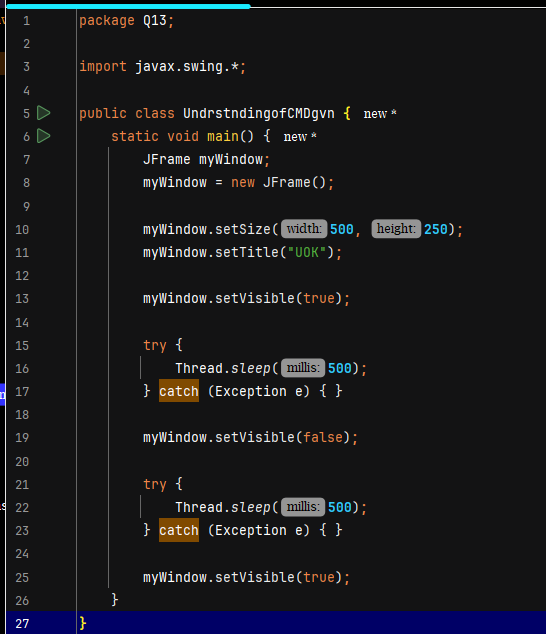 1 package Q13;
2
3 import javax.swing.*;
4
5 public class UndrstndingofCMDgvn { new *
6 static void main() { new *
7 JFrame myWindow;
8 myWindow = new JFrame();
9
10 myWindow.setSize( width: 500, height: 250);
11 myWindow.setTitle("UOK");
12
13 myWindow.setVisible(true);
14
15 try {
16 Thread.sleep( millis: 500);
17 } catch (Exception e) { }
18
19 myWindow.setVisible(false);
20
21 try {
22 Thread.sleep( millis: 500);
23 } catch (Exception e) { }
24
25 myWindow.setVisible(true);
26 }
27 }